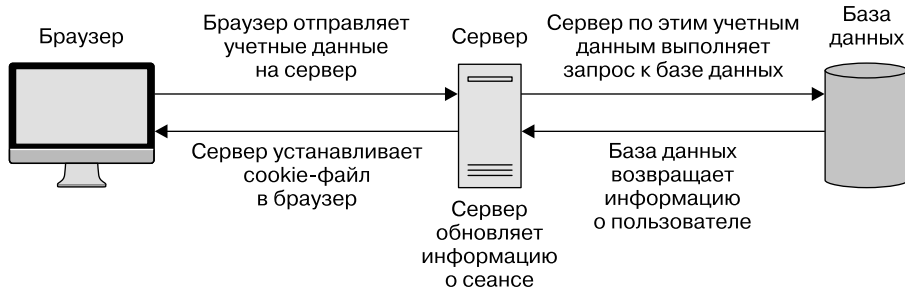 Браузер
Браузер отправляет
учетные данные
на сервер
Сервер
Сервер по этим учетным
данным выполняет
запрос к базе данных
База
данных
Сервер устанавливает
cookie-файл
в браузер
Сервер
обновляет
информацию
о сеансе
База данных
возвращает
информацию
о пользователе